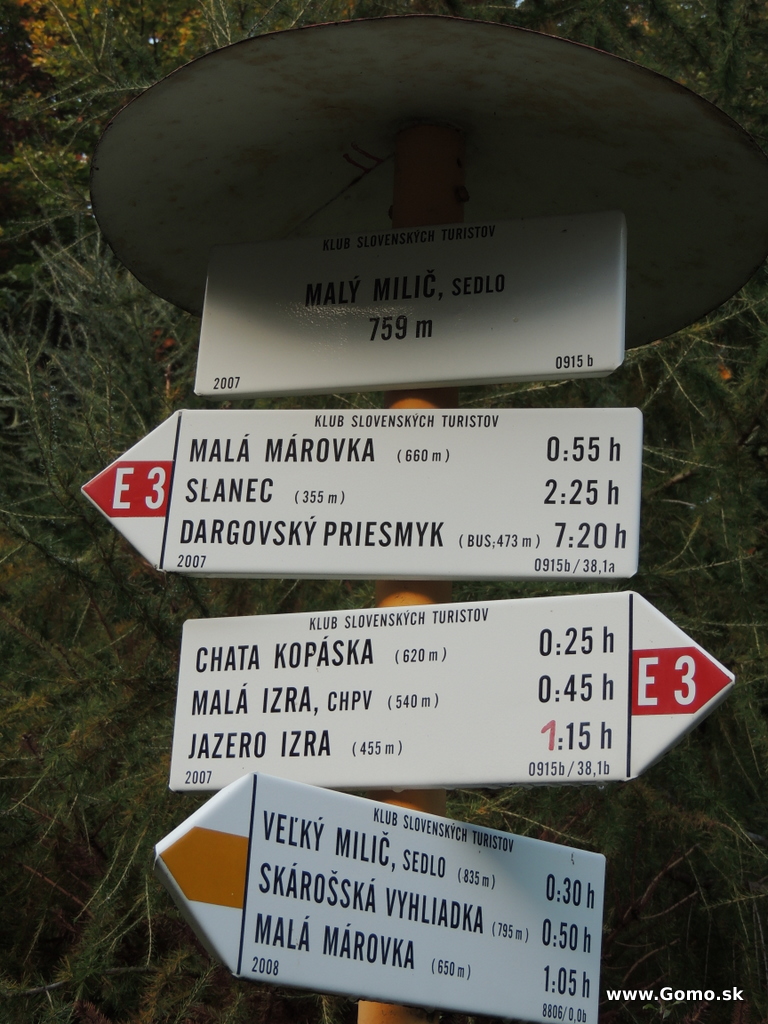 KLUB SLOVENSKÝCH TURISTOV
MALÝ MILIČ, SEDLO
759 m
2007 0915 b
KLUB SLOVENSKÝCH TURISTOV
E 3
MALÁ MÁROVKA (660 m) 0:55 h
SLANEC (355 m) 2:25 h
DARGOVSKÝ PRIESMYK (BUS;473 m) 7:20 h
2007 0915b/38,1a
KLUB SLOVENSKÝCH TURISTOV
CHATA KOPÁSKA (620 m) 0:25 h
MALÁ IZRA, CHPV (540 m) 0:45 h
JAZERO IZRA (455 m) 1:15 h
E 3
2007 0915b/38,1b
KLUB SLOVENSKÝCH TURISTOV
VEĽKÝ MILIČ, SEDLO (835 m) 0:30 h
SKÁROŠSKÁ VYHLIADKA (795 m) 0:50 h
MALÁ MÁROVKA (650 m) 1:05 h
2008 8806/0,0b
www.Gomo.sk